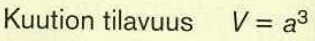 Kuution tilavuus V = a³